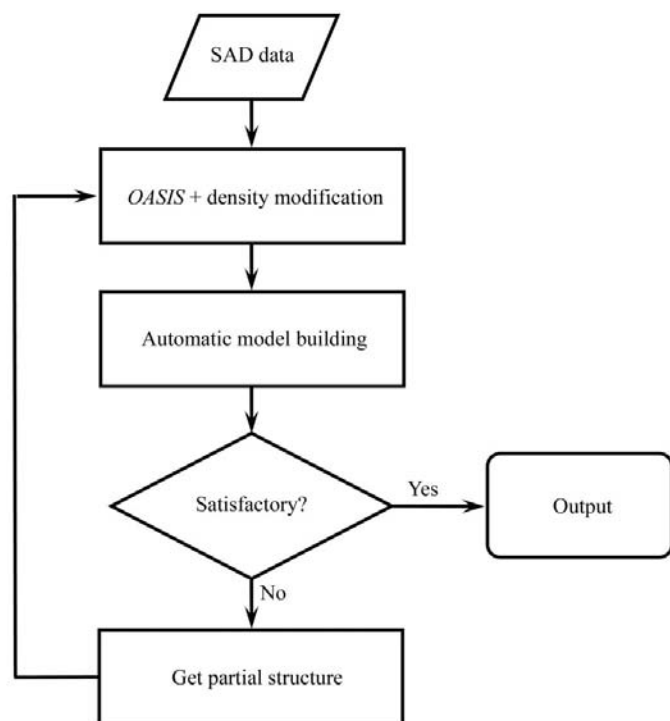 SAD data
OASIS + density modification
Automatic model building
Satisfactory?
Yes
Output
No
Get partial structure